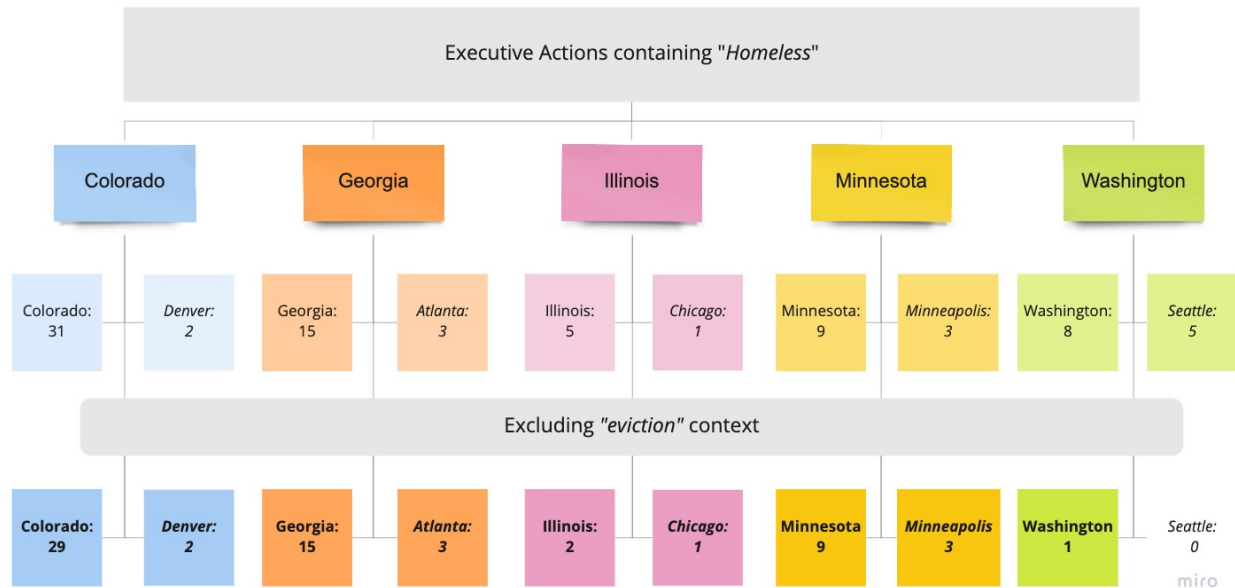 Executive Actions containing "Homeless"
Colorado
Georgia
Illinois
Minnesota
Washington
Colorado:
31
Denver:
2
Georgia:
15
Atlanta:
3
Illinois:
5
Chicago:
1
Minnesota:
9
Minneapolis:
3
Washington:
8
Seattle:
5
Excluding "eviction" context
Colorado:
29
Denver:
2
Georgia:
15
Atlanta:
3
Illinois:
2
Chicago:
1
Minnesota
9
Minneapolis
3
Washington
1
Seattle:
0
miro